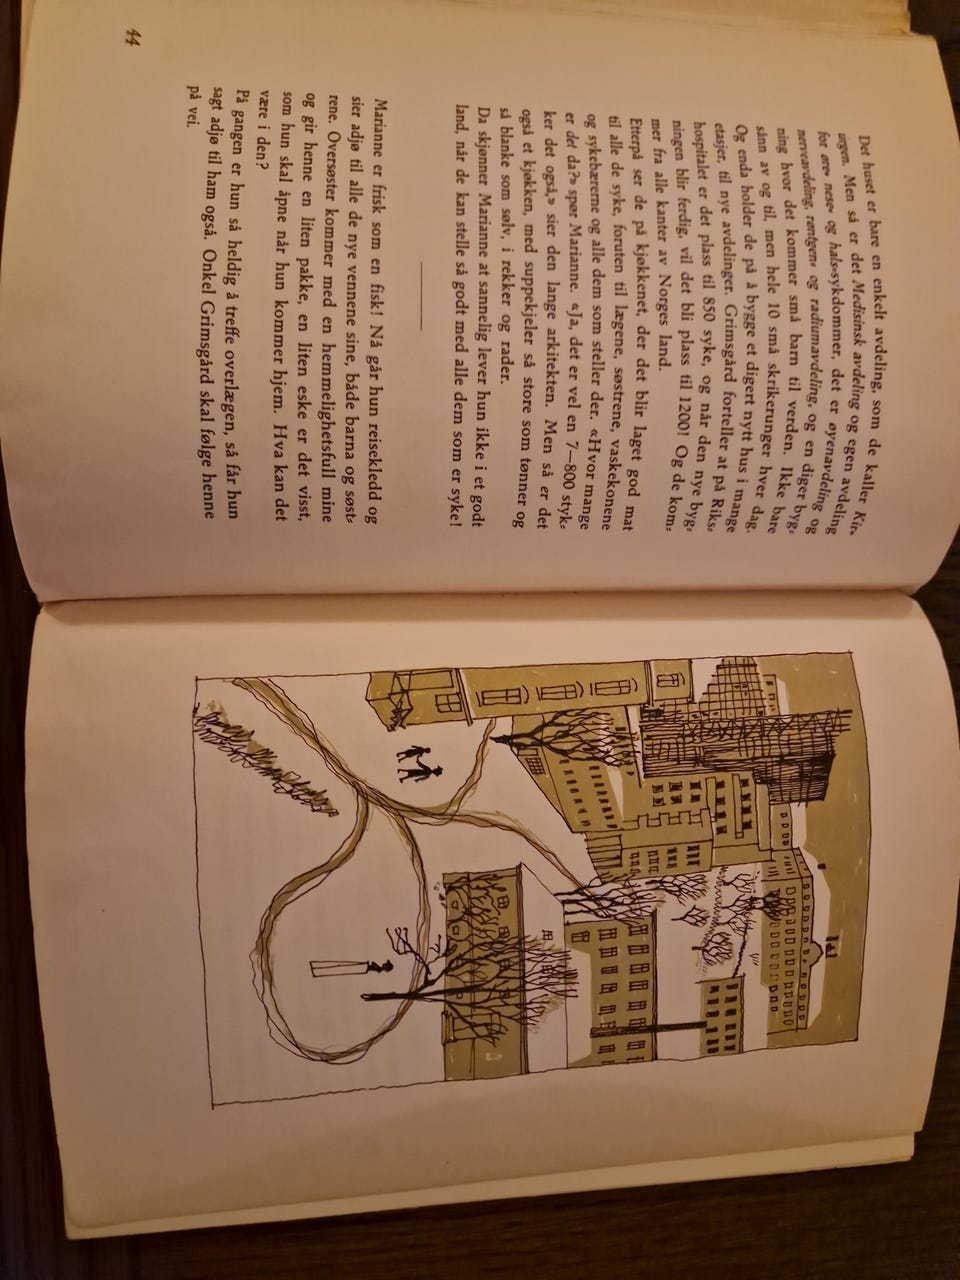 Det huset er bare en enkelt avdeling, som de kaller Kir⸗
urgen. Men så er det Medisinsk avdeling og egen avdeling
for øre⸗ nese⸗ og hals⸗sykdommer, det er øyenavdeling og
nerveavdeling, røntgen⸗ og radiumavdeling, og en diger byg⸗
ning hvor det kommer små barn til verden. Ikke bare
sånn av og til, men hele 10 små skrikerunger hver dag.
Og enda holder de på å bygge et digert nytt hus i mange
etasjer, til nye avdelinger. Grimsgård forteller at på Riks⸗
hospitalet er det plass til 850 syke, og når den nye byg⸗
ningen blir ferdig, vil det bli plass til 1200! Og de kom⸗
mer fra alle kanter av Norges land.
Etterpå ser de på kjøkkenet, der det blir laget god mat
til alle de syke, foruten til lægene, søstrene, vaskekonene
og sykebærerne og alle dem som steller der. «Hvor mange
er det da?» spør Marianne. «Ja, det er vel en 7—800 styk⸗
ker det også,» sier den lange arkitekten. Men så er det
også et kjøkken, med suppekjeler så store som tønner og
så blanke som sølv, i rekker og rader.
Da skjønner Marianne at sannelig lever hun ikke i et godt
land, når de kan stelle så godt med alle dem som er syke!
Marianne er frisk som en fisk! Nå går hun reisekledd og
sier adjø til alle de nye vennene sine, både barna og søst⸗
rene. Oversøster kommer med en hemmelighetsfull mine
og gir henne en liten pakke, en liten eske er det visst,
som hun skal åpne når hun kommer hjem. Hva kan det
være i den?
På gangen er hun så heldig å treffe overlægen, så får hun
sagt adjø til ham også. Onkel Grimsgård skal følge henne
på vei.
44